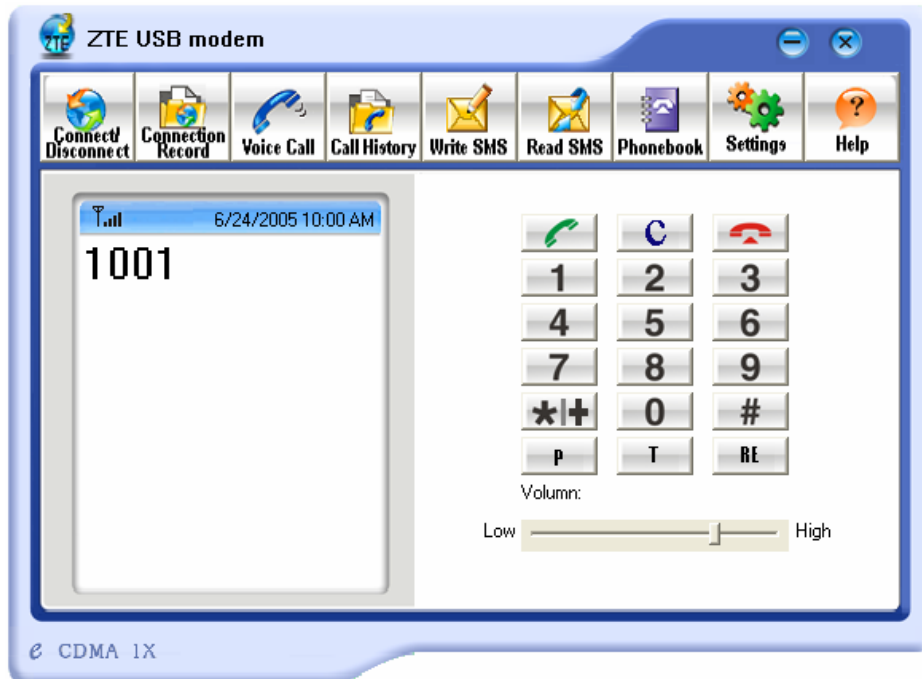 ZTE ZTE USB modem
Connect/ Disconnect
Connection Record
Voice Call
Call History
Write SMS
Read SMS
Phonebook
Settings
? Help
6/24/2005 10:00 AM
1001
C
1 2 3
4 5 6
7 8 9
*|+ 0 #
P T RE
Volumn:
Low High
e CDMA 1X